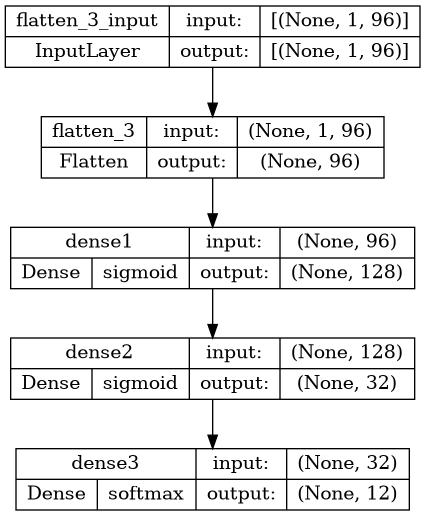 flatten_3_input input: [(None, 1, 96)]
InputLayer output: [(None, 1, 96)]
flatten_3 input: (None, 1, 96)
Flatten output: (None, 96)
dense1 input: (None, 96)
Dense sigmoid output: (None, 128)
dense2 input: (None, 128)
Dense sigmoid output: (None, 32)
dense3 input: (None, 32)
Dense softmax output: (None, 12)